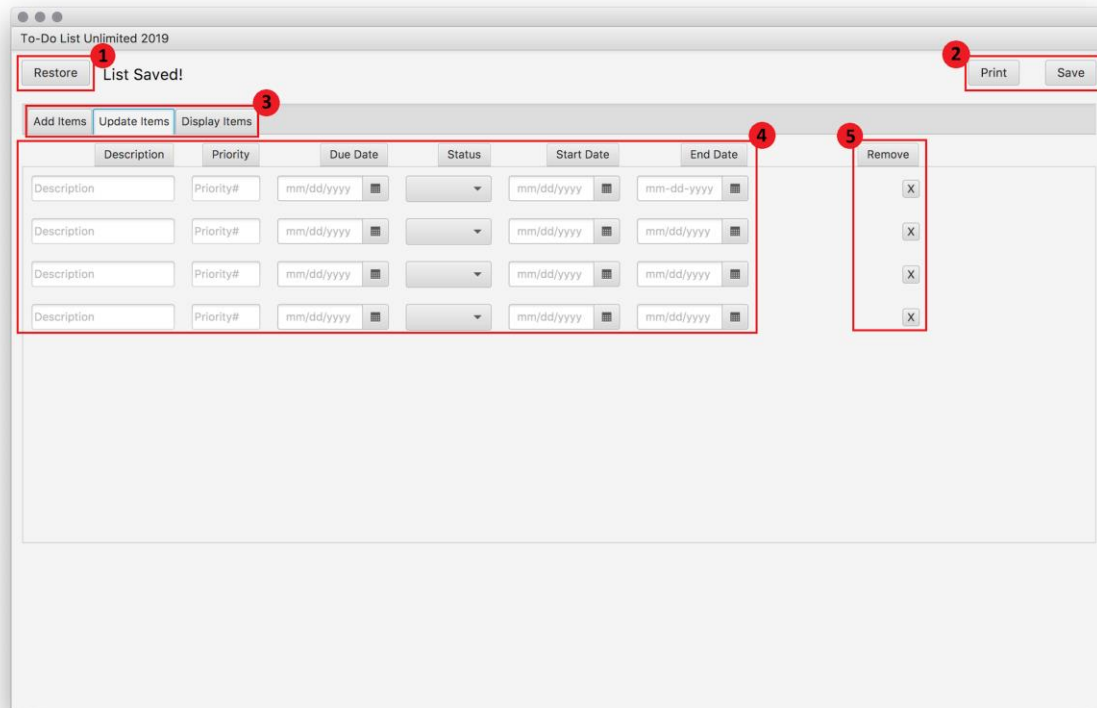 To-Do List Unlimited 2019
1
2
Restore List Saved! Print Save
3
Add Items Update Items Display Items
4
5
Description Priority Due Date Status Start Date End Date Remove
Description Priority# mm/dd/yyyy mm/dd/yyyy mm-dd-yyyy X
Description Priority# mm/dd/yyyy mm/dd/yyyy mm/dd/yyyy X
Description Priority# mm/dd/yyyy mm/dd/yyyy mm/dd/yyyy X
Description Priority# mm/dd/yyyy mm/dd/yyyy mm/dd/yyyy X